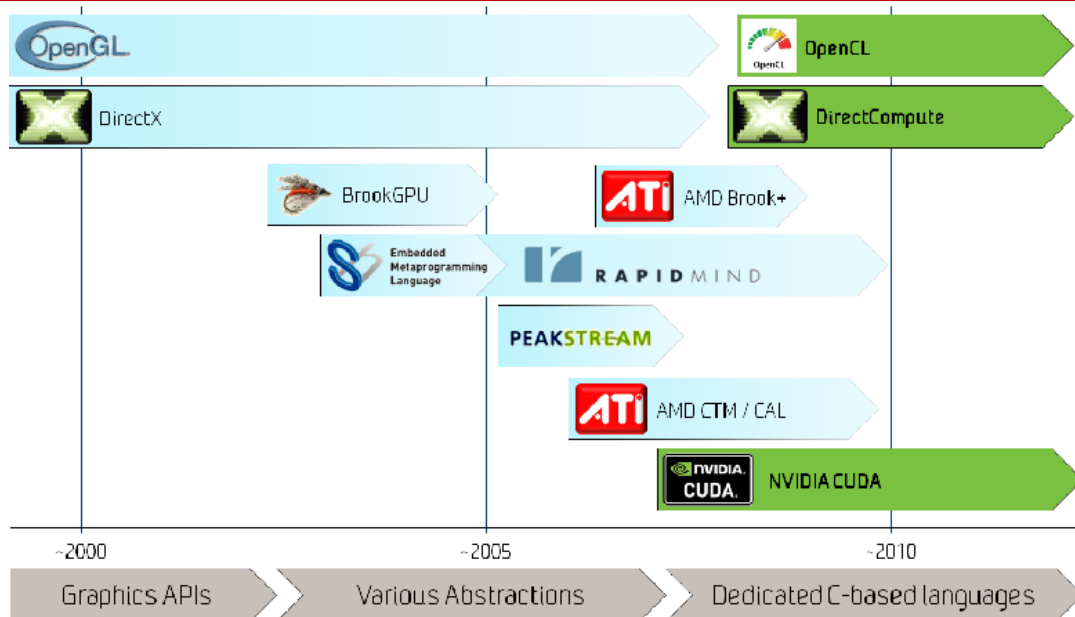 OpenGL
OpenCL
OpenCL
DirectX
DirectCompute
BrookGPU
ATI
AMD Brook+
Embedded
Metaprogramming
Language
RAPIDMIND
PEAKSTREAM
ATI
AMD CTM / CAL
NVIDIA.
CUDA.
NVIDIA CUDA
~2000
~2005
~2010
Graphics APIs
Various Abstractions
Dedicated C-based languages